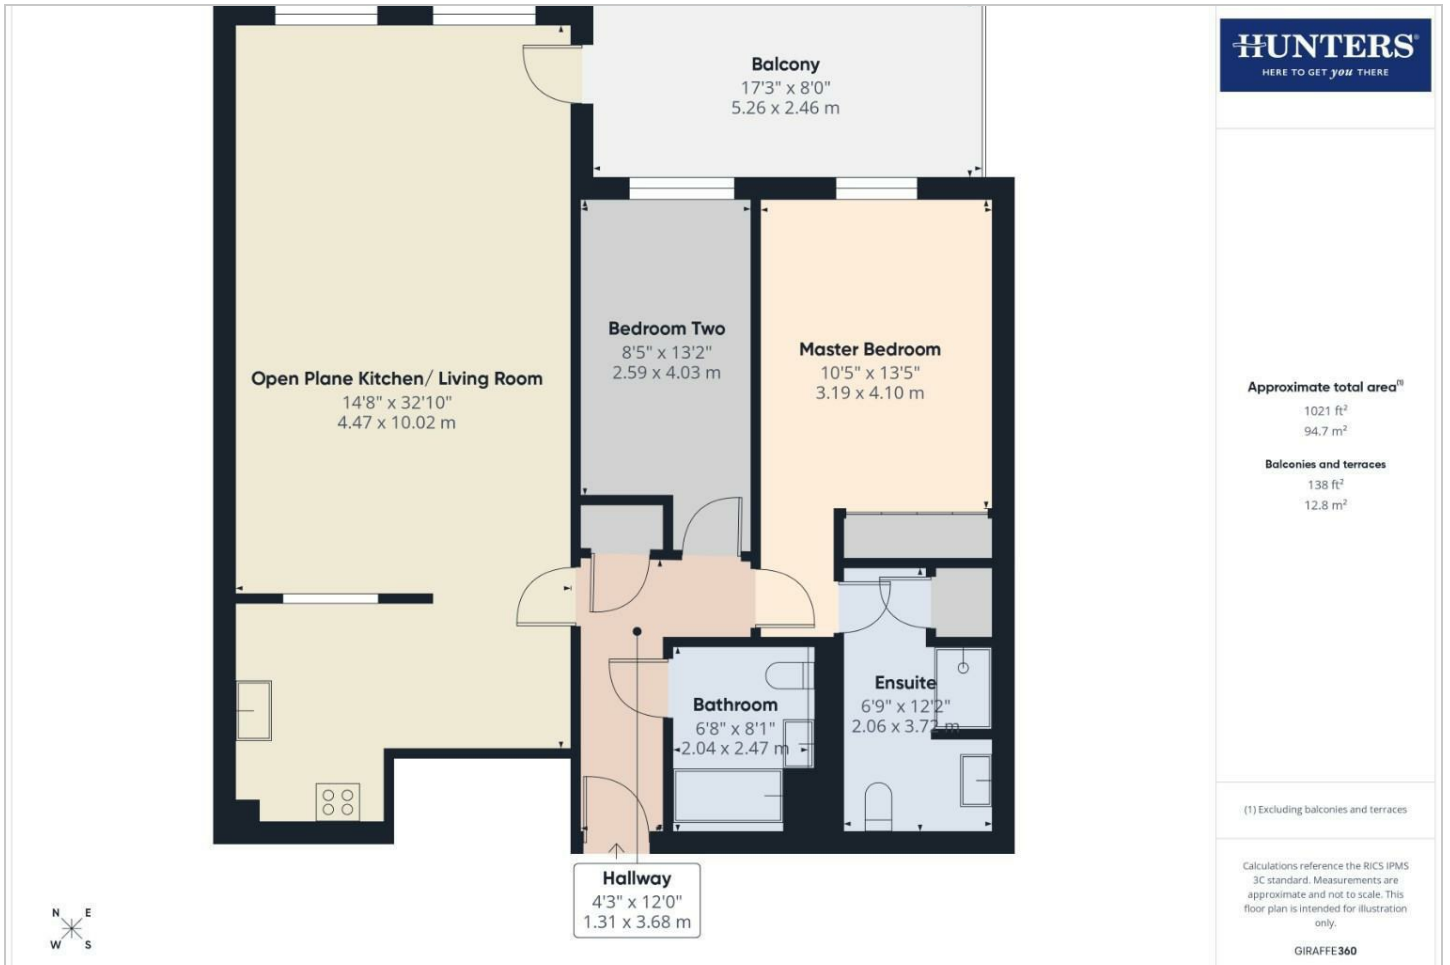 Balcony
17'3" x 8'0"
5.26 x 2.46 m
Bedroom Two
8'5" x 13'2"
2.59 x 4.03 m
Master Bedroom
10'5" x 13'5"
3.19 x 4.10 m
Open Plane Kitchen/ Living Room
14'8" x 32'10"
4.47 x 10.02 m
Bathroom
6'8" x 8'1"
2.04 x 2.47 m
Ensuite
6'9" x 12'2"
2.06 x 3.72 m
Hallway
4'3" x 12'0"
1.31 x 3.68 m
N E
W S
HUNTERS®
HERE TO GET you THERE
Approximate total area(1)
1021 ft²
94.7 m²
Balconies and terraces
138 ft²
12.8 m²
(1) Excluding balconies and terraces
Calculations reference the RICS IPMS
3C standard. Measurements are
approximate and not to scale. This
floor plan is intended for illustration
only.
GIRAFFE360